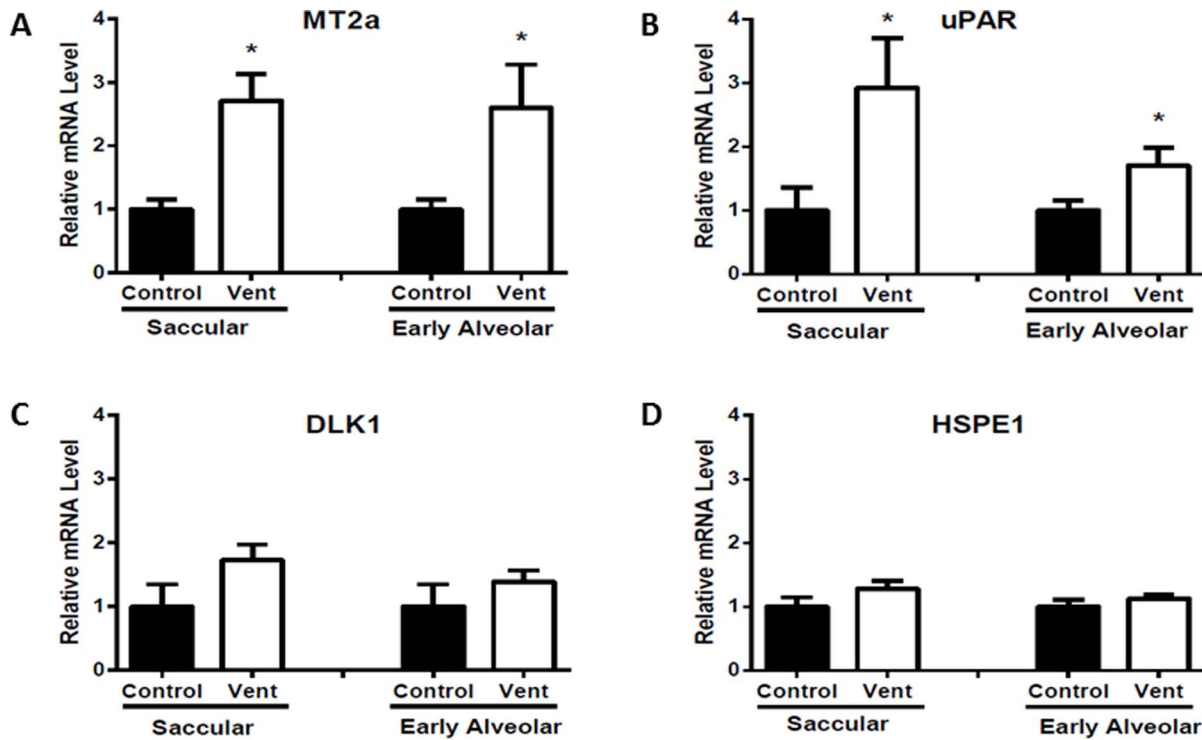 A
MT2a
Relative mRNA Level
4
3
2
1
0
*
*
Control Vent Control Vent
Saccular Early Alveolar
B
uPAR
Relative mRNA Level
4
3
2
1
0
*
*
Control Vent Control Vent
Saccular Early Alveolar
C
DLK1
Relative mRNA Level
4
3
2
1
0
Control Vent Control Vent
Saccular Early Alveolar
D
HSPE1
Relative mRNA Level
4
3
2
1
0
Control Vent Control Vent
Saccular Early Alveolar